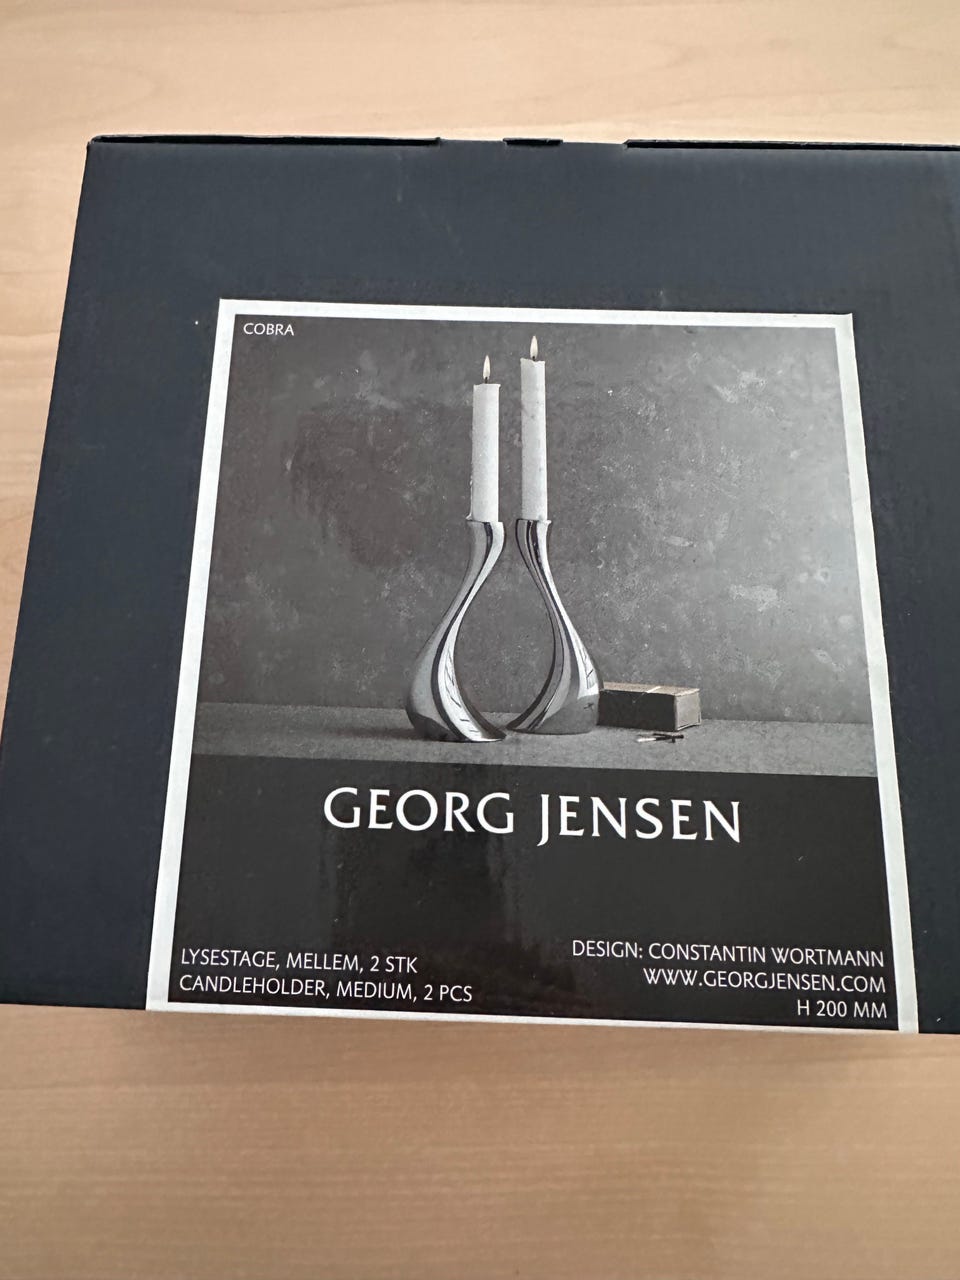 COBRA
GEORG JENSEN
LYSESTAGE, MELLEM, 2 STK
CANDLEHOLDER, MEDIUM, 2 PCS
DESIGN: CONSTANTIN WORTMANN
WWW.GEORGJENSEN.COM
H 200 MM